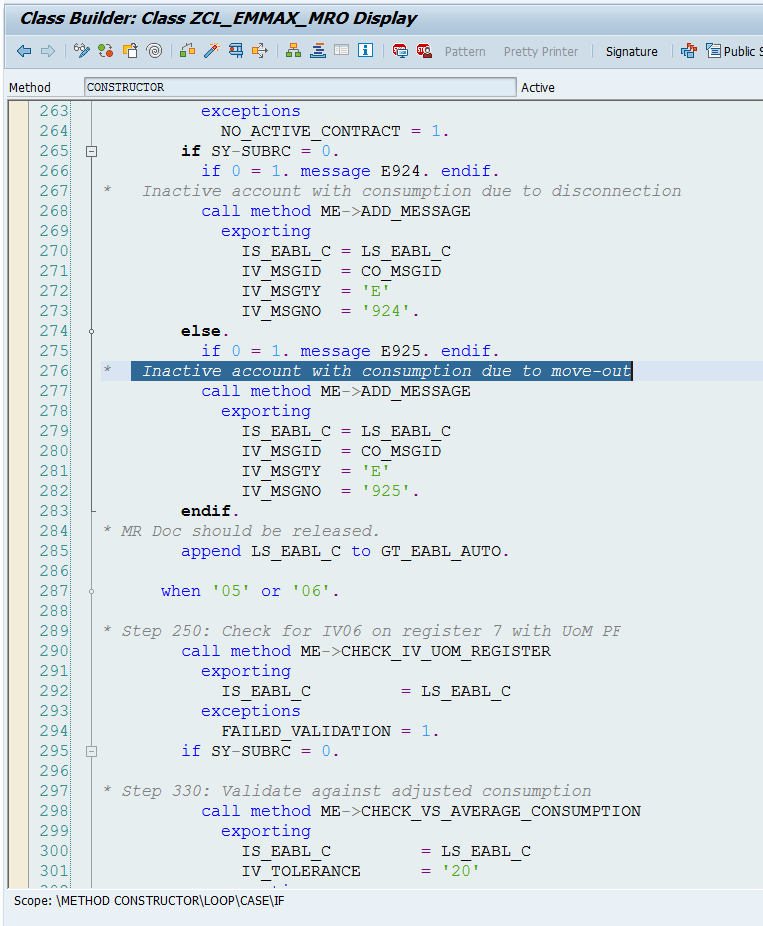 Class Builder: Class ZCL_EMMAX_MRO Display
Pattern Pretty Printer Signature Public S
Method CONSTRUCTOR Active
263 exceptions
264 NO_ACTIVE_CONTRACT = 1.
265 if SY-SUBRC = 0.
266 if 0 = 1. message E924. endif.
267 * Inactive account with consumption due to disconnection
268 call method ME->ADD_MESSAGE
269 exporting
270 IS_EABL_C = LS_EABL_C
271 IV_MSGID = CO_MSGID
272 IV_MSGTY = 'E'
273 IV_MSGNO = '924'.
274 else.
275 if 0 = 1. message E925. endif.
276 * Inactive account with consumption due to move-out
277 call method ME->ADD_MESSAGE
278 exporting
279 IS_EABL_C = LS_EABL_C
280 IV_MSGID = CO_MSGID
281 IV_MSGTY = 'E'
282 IV_MSGNO = '925'.
283 endif.
284 * MR Doc should be released.
285 append LS_EABL_C to GT_EABL_AUTO.
286
287 when '05' or '06'.
288
289 * Step 250: Check for IV06 on register 7 with UoM PF
290 call method ME->CHECK_IV_UOM_REGISTER
291 exporting
292 IS_EABL_C = LS_EABL_C
293 exceptions
294 FAILED_VALIDATION = 1.
295 if SY-SUBRC = 0.
296
297 * Step 330: Validate against adjusted consumption
298 call method ME->CHECK_VS_AVERAGE_CONSUMPTION
299 exporting
300 IS_EABL_C = LS_EABL_C
301 IV_TOLERANCE = '20'
Scope: \METHOD CONSTRUCTOR\LOOP\CASE\IF